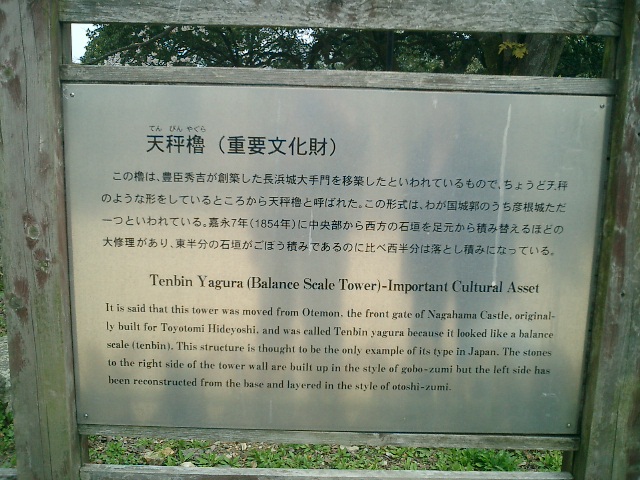 てん びん やぐら
天秤櫓（重要文化財）
この櫓は、豊臣秀吉が創築した長浜城大手門を移築したといわれているもので、ちょうど天秤
のような形をしているところから天秤櫓と呼ばれた。この形式は、わが国城郭のうち彦根城ただ
一つといわれている。嘉永7年（1854年）に中央部から西方の石垣を足元から積み替えるほどの
大修理があり、東半分の石垣がごぼう積みであるのに比べ西半分は落とし積みになっている。
Tenbin Yagura (Balance Scale Tower)-Important Cultural Asset
It is said that this tower was moved from Otemon, the front gate of Nagahama Castle, original-
ly built for Toyotomi Hideyoshi, and was called Tenbin yagura because it looked like a balance
scale (tenbin). This structure is thought to be the only example of its type in Japan. The stones
to the right side of the tower wall are built up in the style of gobo-zumi but the left side has
been reconstructed from the base and layered in the style of otoshi-zumi.